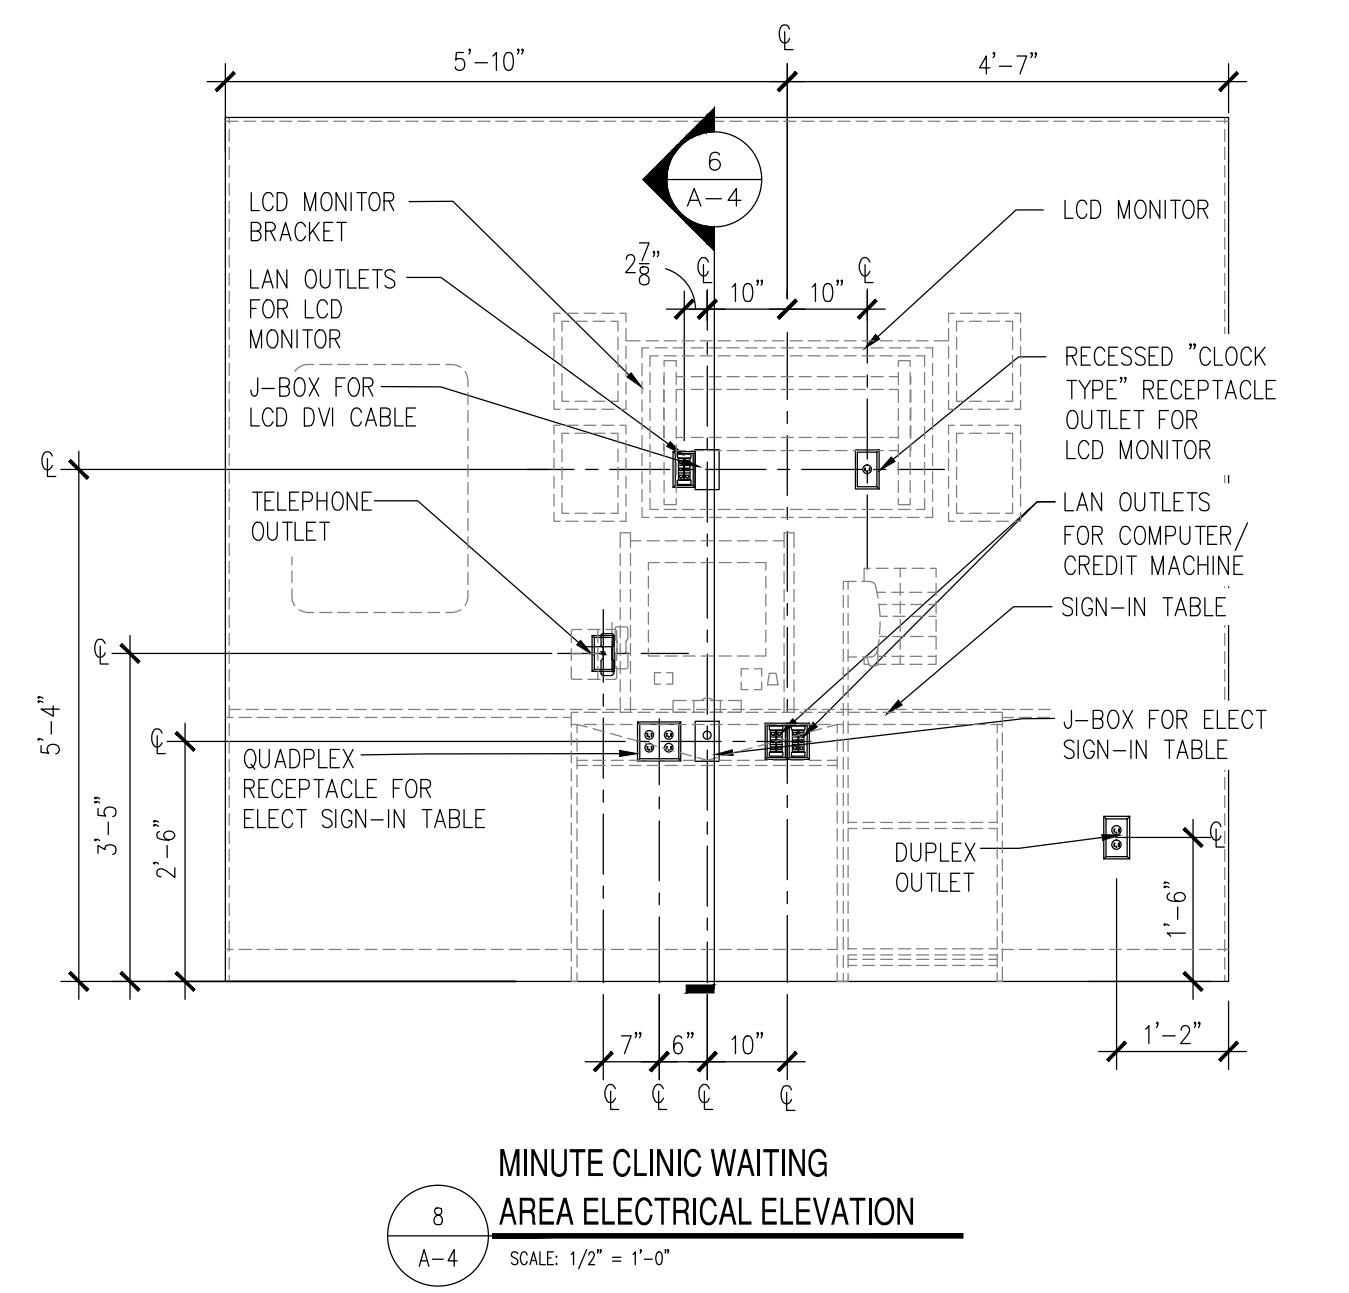 ℄
5'-10"
4'-7"
6
A-4
LCD MONITOR
BRACKET
LCD MONITOR
2 7/8"
℄
10"
10"
℄
LAN OUTLETS
FOR LCD
MONITOR
RECESSED "CLOCK
TYPE" RECEPTACLE
OUTLET FOR
LCD MONITOR
J-BOX FOR
LCD DVI CABLE
℄
TELEPHONE
OUTLET
LAN OUTLETS
FOR COMPUTER/
CREDIT MACHINE
SIGN-IN TABLE
℄
5'-4"
℄
J-BOX FOR ELECT
SIGN-IN TABLE
QUADPLEX
RECEPTACLE FOR
ELECT SIGN-IN TABLE
3'-5"
2'-6"
℄
DUPLEX
OUTLET
1'-6"
7"
6"
10"
1'-2"
℄
℄
℄
℄
MINUTE CLINIC WAITING
AREA ELECTRICAL ELEVATION
8
A-4
SCALE: 1/2" = 1'-0"